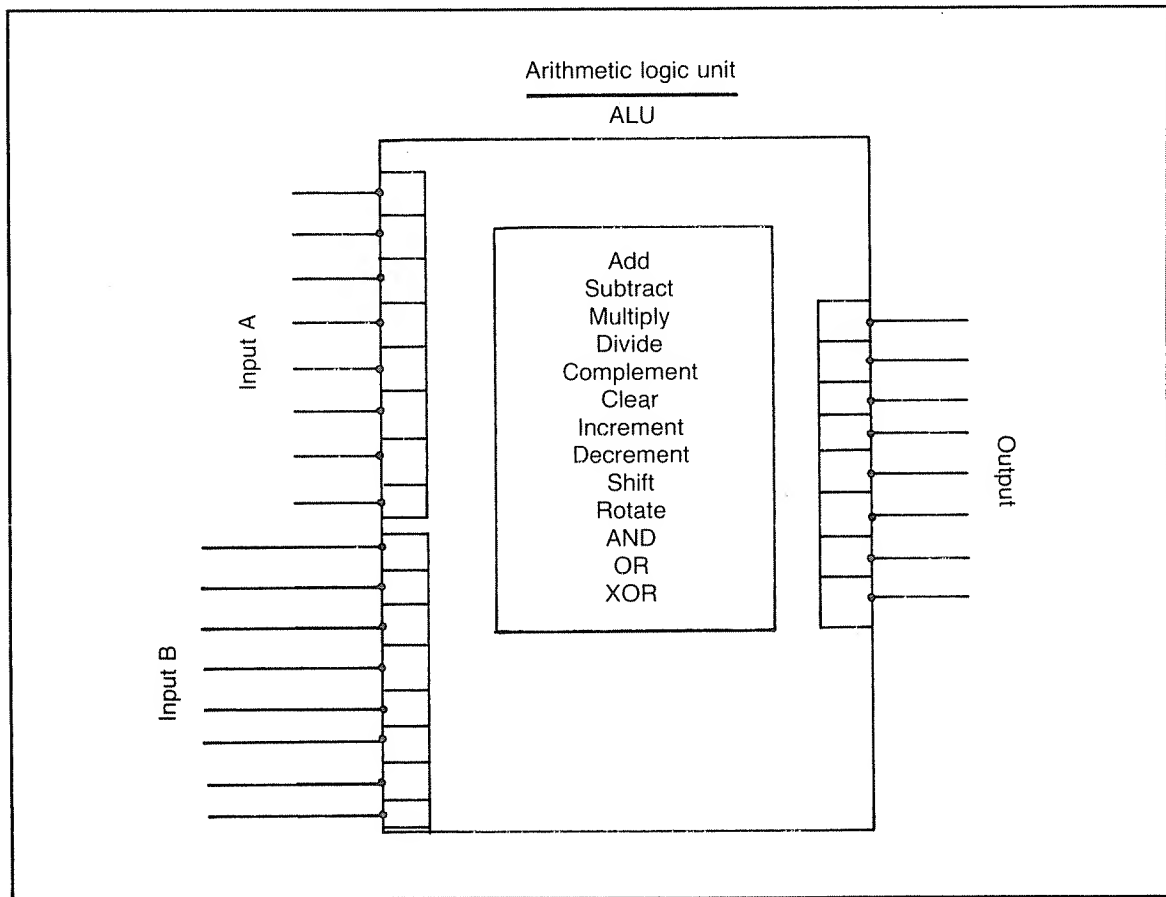 Arithmetic logic unit
ALU
Input A
Add
Subtract
Multiply
Divide
Complement
Clear
Increment
Decrement
Shift
Rotate
AND
OR
XOR
Output
Input B